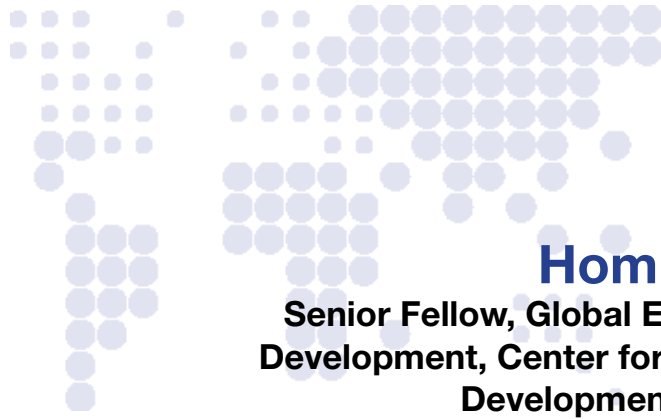 Hom
Senior Fellow, Global E
Development, Center for
Developmen